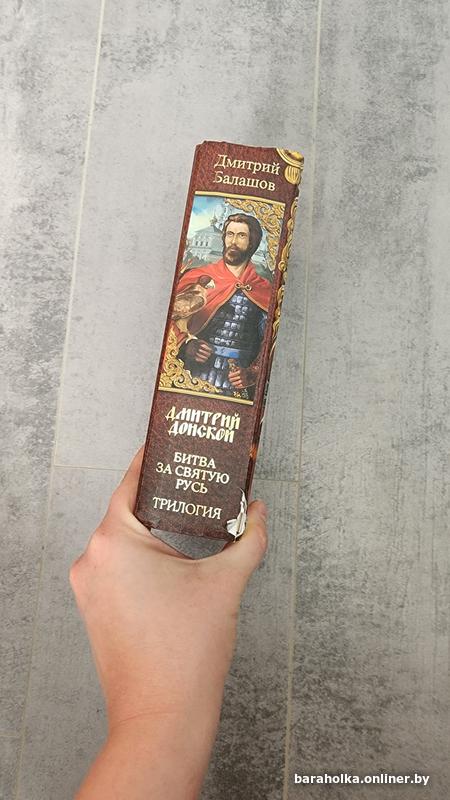 Дмитрий
Балашов
ДМИТРИЙ
ДОНСКОЙ
БИТВА
ЗА СВЯТУЮ
РУСЬ
ТРИЛОГИЯ
baraholka.onliner.by